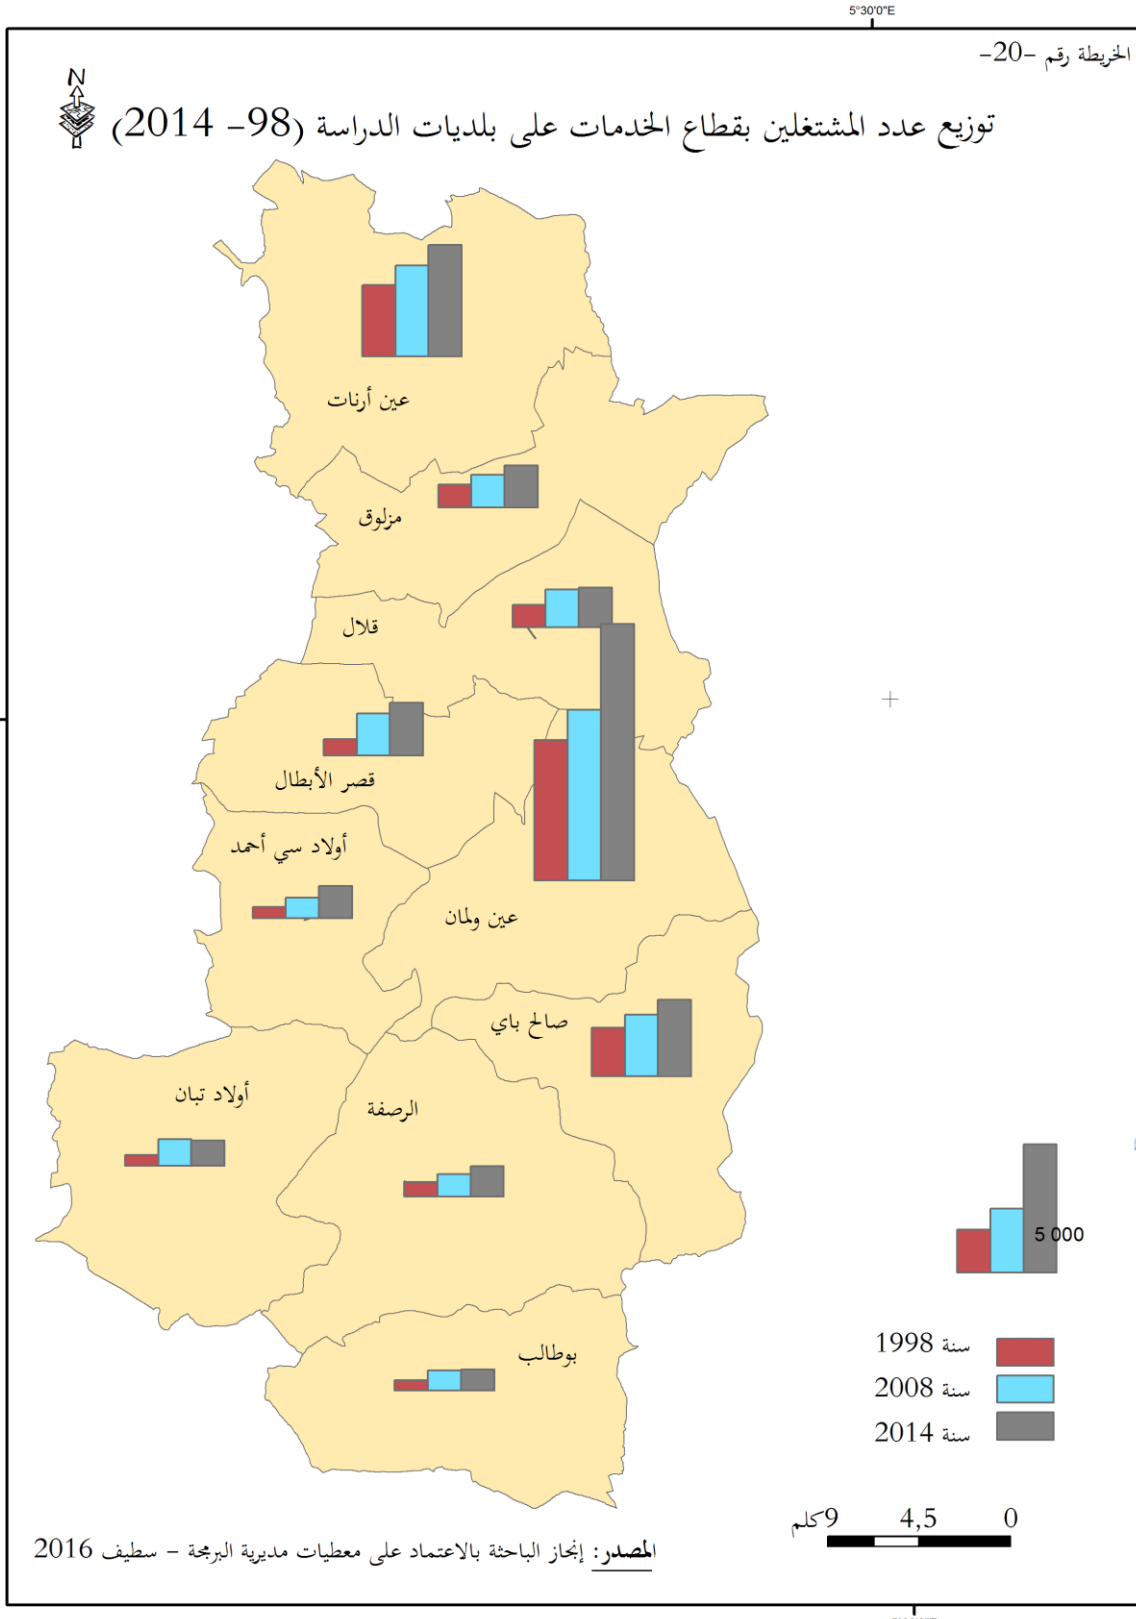 5°30'0"E
الخريطة رقم -20-
N
توزيع عدد المشتغلين بقطاع الخدمات على بلديات الدراسة (98- 2014)
عين أرنات
مزلوق
قلال
قصر الأبطال
أولاد سي أحمد
عين ولمان
صالح باي
أولاد تبان
الرصفة
5 000
بوطالب
سنة 1998
سنة 2008
سنة 2014
0 4,5 9كلم
المصدر: إنجاز الباحثة بالاعتماد على معطيات مديرية البرمجة - سطيف 2016